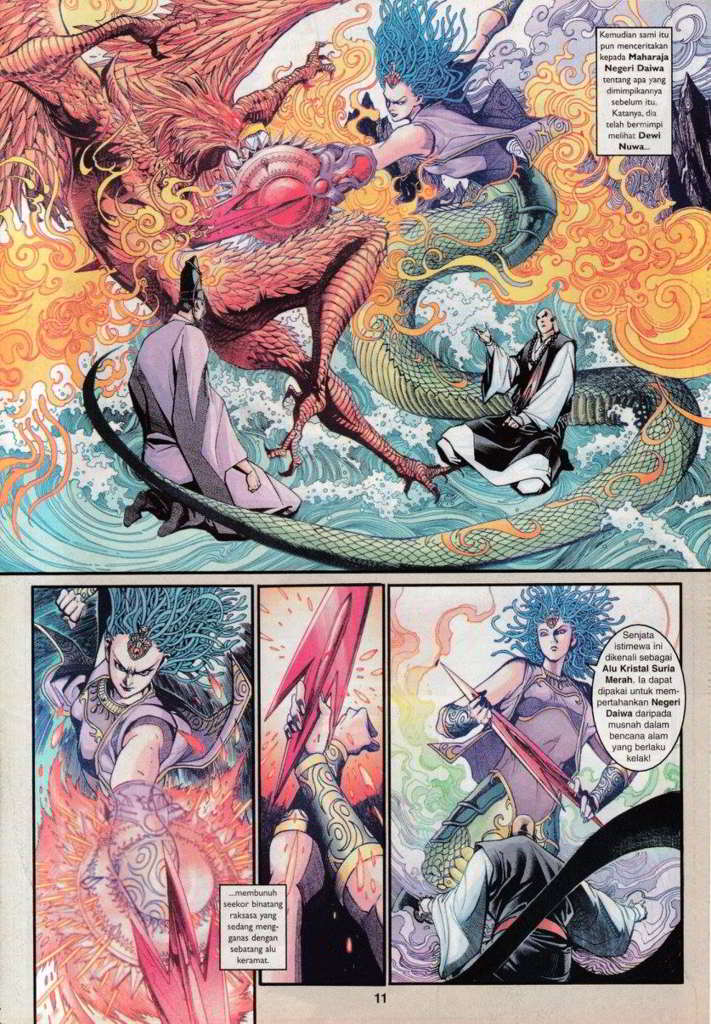 Kemudian sami itu
pun menceritakan
kepada Maharaja
Negeri Daiwa
tentang apa yang
dimimpikannya
sebelum itu.
Katanya, dia
telah bermimpi
melihat Dewi
Nuwa...
...membunuh
seekor binatang
raksasa yang
sedang meng-
ganas dengan
sebatang alu
keramat.
Senjata
istimewa ini
dikenali sebagai
Alu Kristal Suria
Merah. Ia dapat
dipakai untuk mem-
pertahankan Negeri
Daiwa daripada
musnah dalam
bencana alam
yang berlaku
kelak!
11